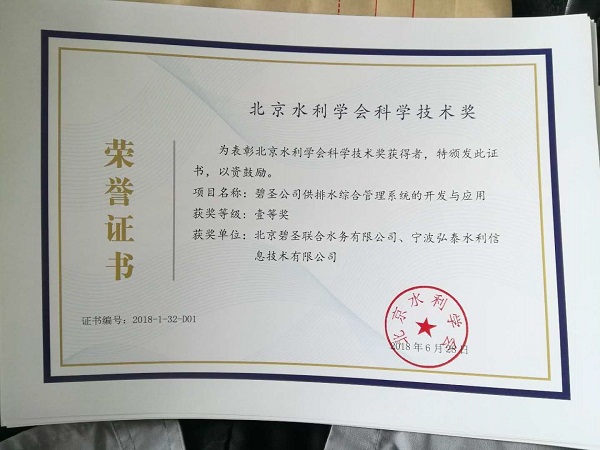 荣誉证书
北京水利学会科学技术奖
为表彰北京水利学会科学技术奖获得者，特颁发此证
书，以资鼓励。
项目名称：碧圣公司供排水综合管理系统的开发与应用
获奖等级：壹等奖
获奖单位：北京碧圣联合水务有限公司、宁波弘泰水利信
息技术有限公司
证书编号：2018-1-32-D01
北京水利学会
2018年6月28日